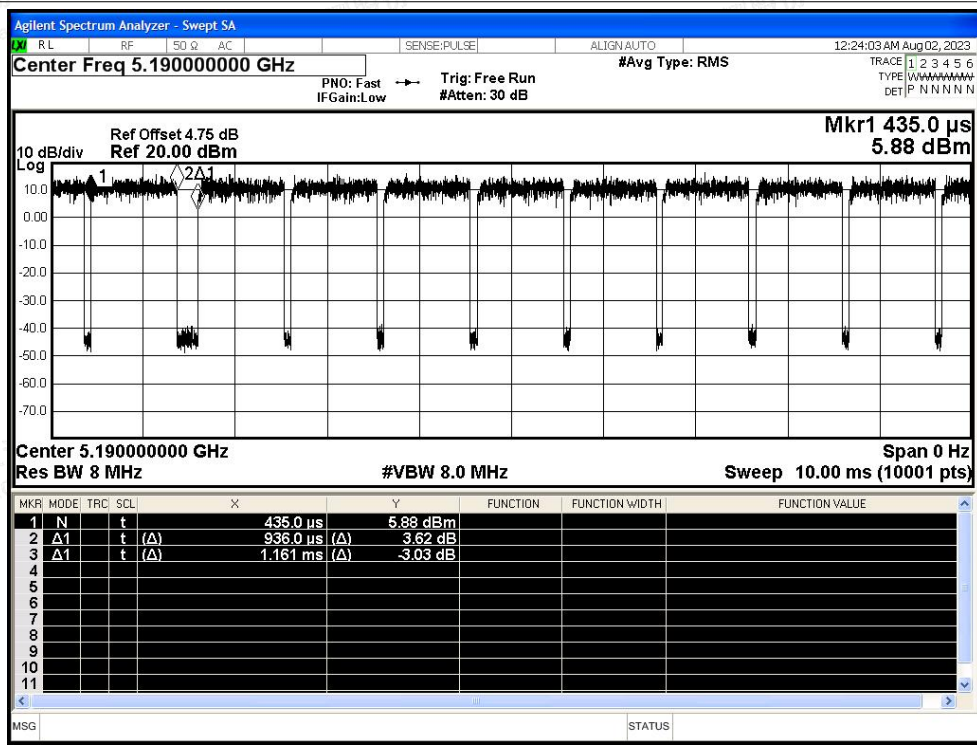 Agilent Spectrum Analyzer - Swept SA
LXI RL RF 50 Ω AC SENSE:PULSE ALIGN AUTO 12:24:03 AM Aug 02, 2023
Center Freq 5.190000000 GHz #Avg Type: RMS TRACE 1 2 3 4 5 6
PNO: Fast Trig: Free Run TYPE WWWWWW
IFGain:Low #Atten: 30 dB DET P N N N N N
Mkr1 435.0 µs
Ref Offset 4.75 dB
10 dB/div Ref 20.00 dBm 5.88 dBm
Log
1 2Δ1
10.0
0.00
-10.0
-20.0
-30.0
-40.0
-50.0
-60.0
-70.0
Center 5.190000000 GHz Span 0 Hz
Res BW 8 MHz #VBW 8.0 MHz Sweep 10.00 ms (10001 pts)
MKR MODE TRC SCL X Y FUNCTION FUNCTION WIDTH FUNCTION VALUE
1 N t 435.0 µs 5.88 dBm
2 Δ1 t (Δ) 936.0 µs (Δ) 3.62 dB
3 Δ1 t (Δ) 1.161 ms (Δ) -3.03 dB
4
5
6
7
8
9
10
11
MSG STATUS